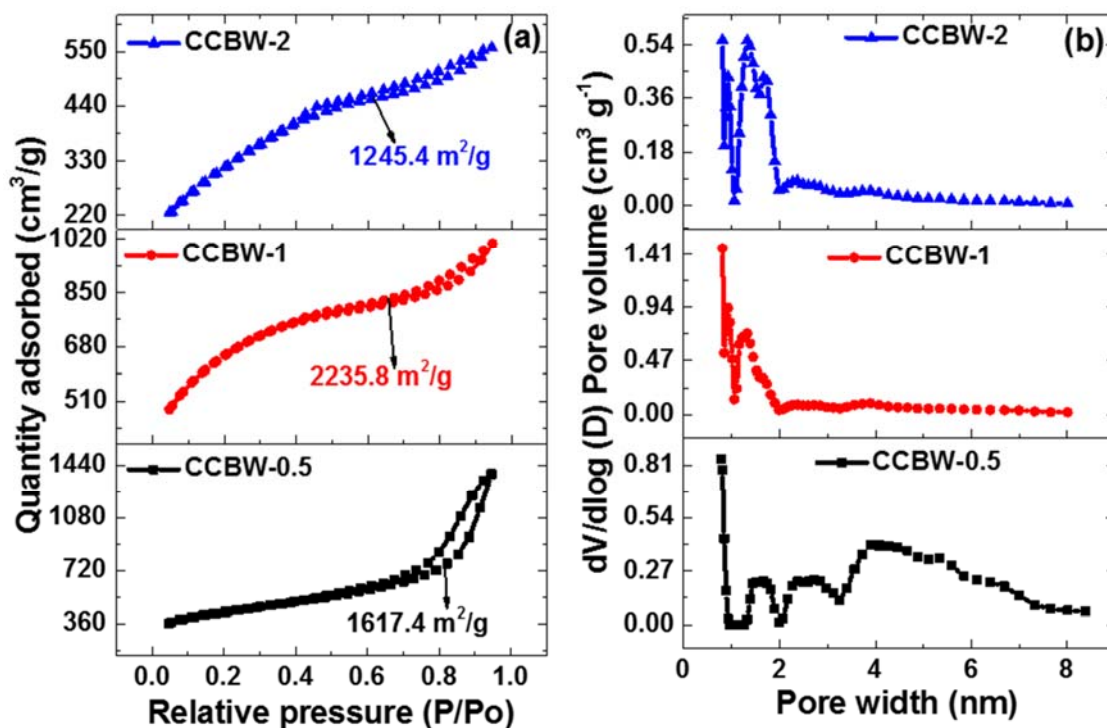 Quantity adsorbed (cm³/g)
(a)
CCBW-2
550
440
330
220
1245.4 m²/g
CCBW-1
1020
850
680
510
2235.8 m²/g
CCBW-0.5
1440
1080
720
360
1617.4 m²/g
0.0 0.2 0.4 0.6 0.8 1.0
Relative pressure (P/Po)
dV/dlog (D) Pore volume (cm³ g⁻¹)
(b)
CCBW-2
0.54
0.36
0.18
0.00
CCBW-1
1.41
0.94
0.47
0.00
CCBW-0.5
0.81
0.54
0.27
0.00
0 2 4 6 8
Pore width (nm)